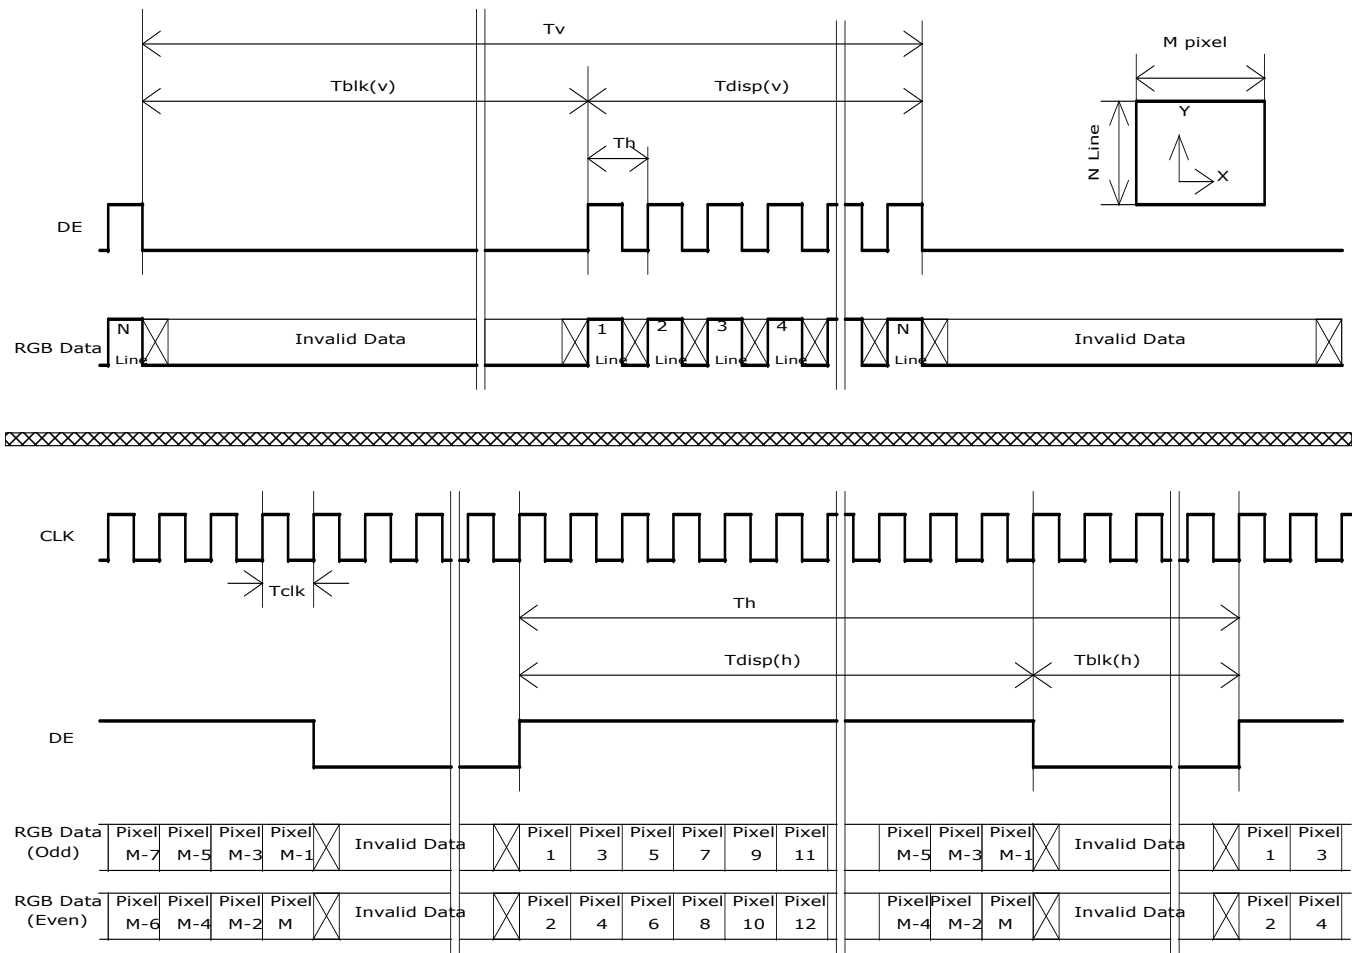 Tv
M pixel
Tblk(v)
Tdisp(v)
Y
N Line
Th
X
DE
N
1
2
3
4
N
RGB Data
Invalid Data
Invalid Data
Line
Line
Line
Line
Line
Line
CLK
Tclk
Th
Tdisp(h)
Tblk(h)
DE
RGB Data
(Odd)
Pixel Pixel Pixel Pixel
M-7 M-5 M-3 M-1
Invalid Data
Pixel Pixel Pixel Pixel Pixel Pixel
1 3 5 7 9 11
Pixel Pixel Pixel
M-5 M-3 M-1
Invalid Data
Pixel Pixel
1 3
RGB Data
(Even)
Pixel Pixel Pixel Pixel
M-6 M-4 M-2 M
Invalid Data
Pixel Pixel Pixel Pixel Pixel Pixel
2 4 6 8 10 12
Pixel Pixel Pixel
M-4 M-2 M
Invalid Data
Pixel Pixel
2 4